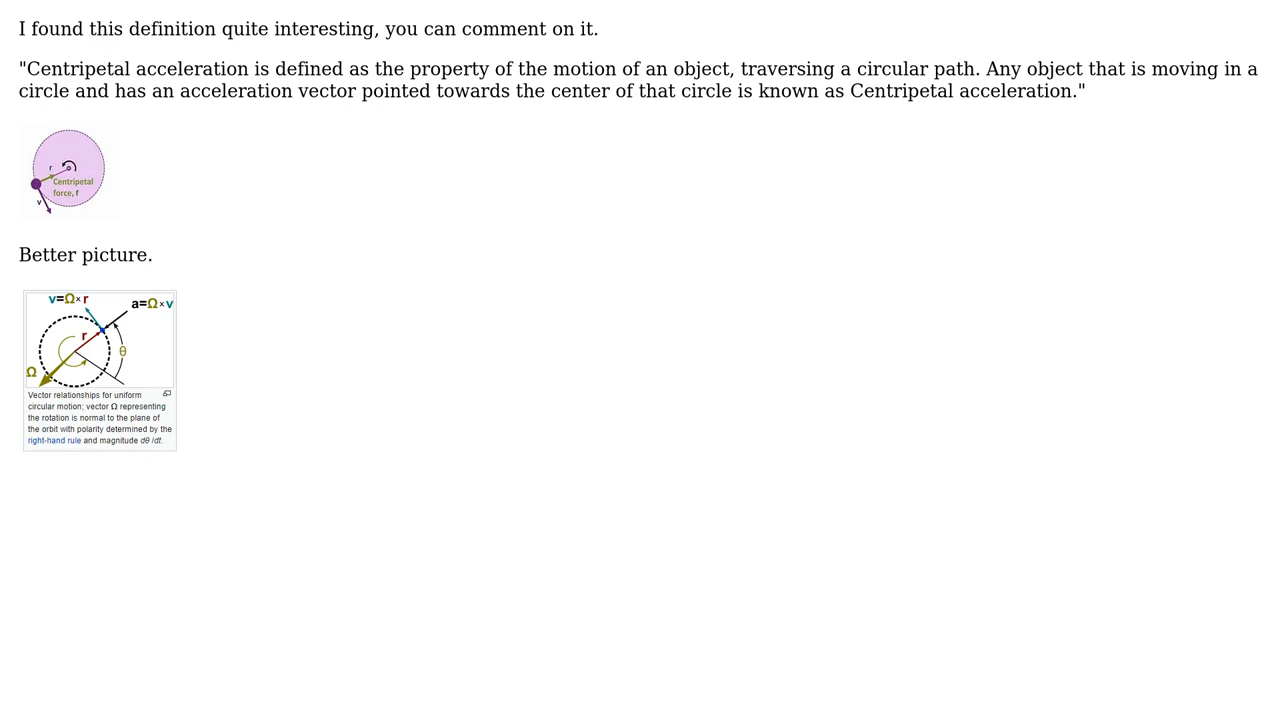 I found this definition quite interesting, you can comment on it.
"Centripetal acceleration is defined as the property of the motion of an object, traversing a circular path. Any object that is moving in a
circle and has an acceleration vector pointed towards the center of that circle is known as Centripetal acceleration."
r
Centripetal
force, f
v
Better picture.
v=Ω×r
a=Ω×v
r
θ
Ω
Vector relationships for uniform
circular motion; vector Ω representing
the rotation is normal to the plane of
the orbit with polarity determined by the
right-hand rule and magnitude dθ /dt.